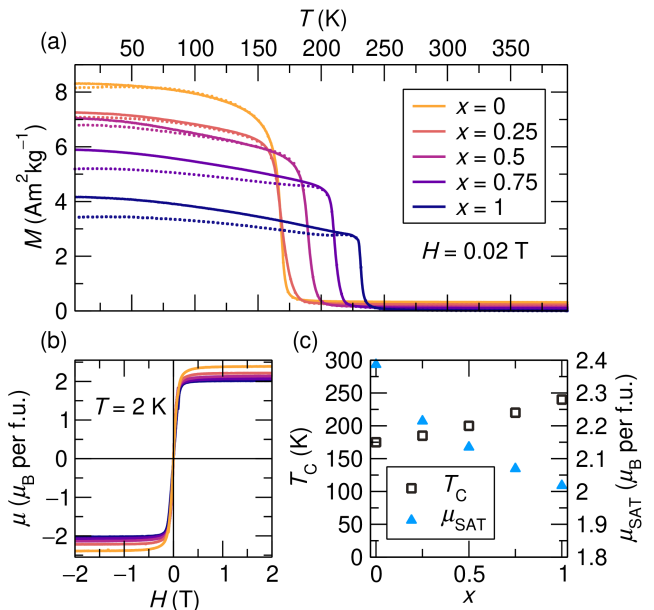 T (K)
(a)
50 100 150 200 250 300 350
8
6
4
2
0
M (Am²kg⁻¹)
x = 0
x = 0.25
x = 0.5
x = 0.75
x = 1
H = 0.02 T
(b)
T = 2 K
2
1
0
−1
−2
μ (μB per f.u.)
−2 −1 0 1 2
H (T)
(c)
300
250
200
150
100
50
0
TC (K)
2.4
2.3
2.2
2.1
2
1.9
1.8
μSAT (μB per f.u.)
TC
μSAT
0 0.25 0.5 0.75 1
x